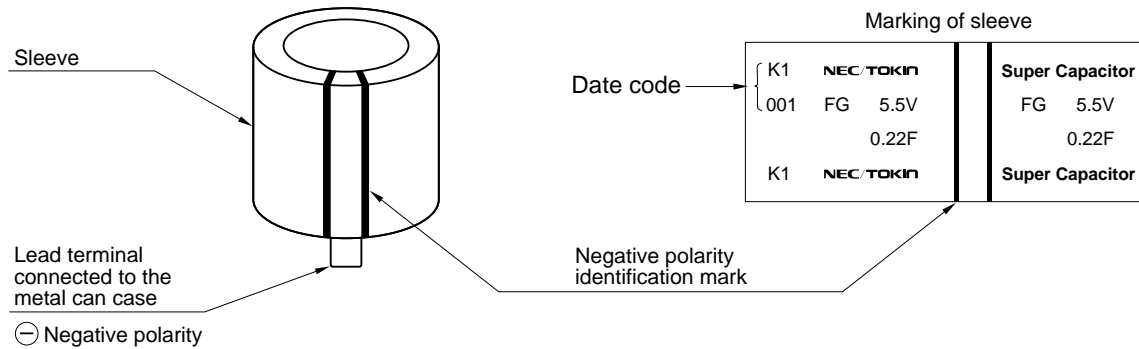 Marking of sleeve
Sleeve
Date code
K1 NEC/TOKIN Super Capacitor
001 FG 5.5V FG 5.5V
0.22F 0.22F
K1 NEC/TOKIN Super Capacitor
Lead terminal
connected to the
metal can case
⊖ Negative polarity
Negative polarity
identification mark